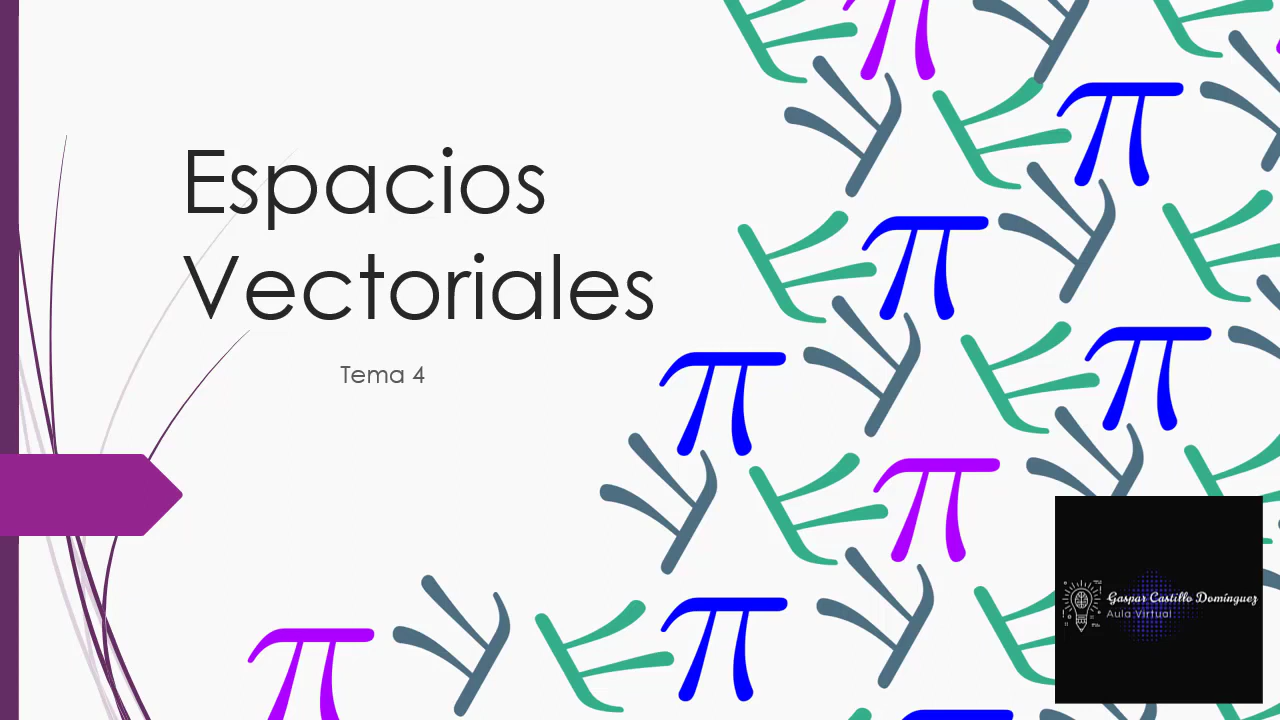 Espacios
Vectoriales
Tema 4
Gaspar Castillo Domínguez
Aula Virtual